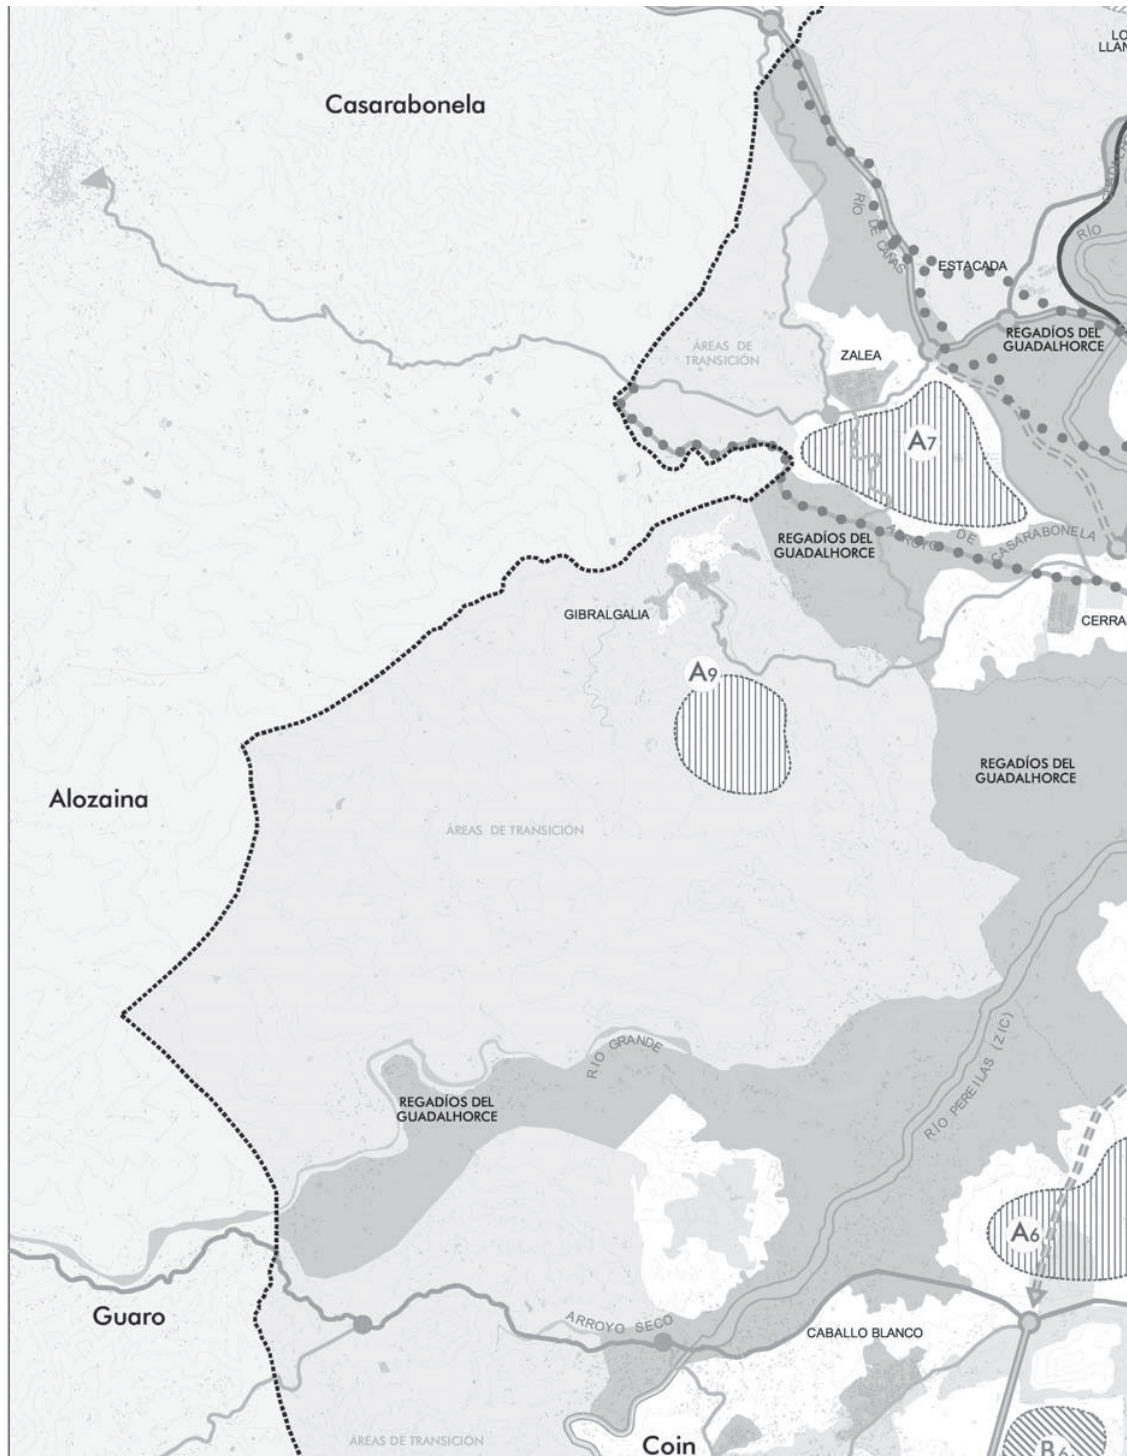 LO
LLAN
Casarabonela
RÍO DE CAÑAS
RÍO
ESTACADA
REGADÍOS DEL
GUADALHORCE
ÁREAS DE
TRANSICIÓN
ZALEA
A7
REGADÍOS DEL
GUADALHORCE
ARROYO DE CASARABONELA
GIBRALGALIA
CERRA
A9
REGADÍOS DEL
GUADALHORCE
Alozaina
ÁREAS DE TRANSICIÓN
RIO GRANDE
RÍO PEREILAS (ZIC)
REGADÍOS DEL
GUADALHORCE
A6
Guaro
ARROYO SECO
CABALLO BLANCO
ÁREAS DE TRANSICIÓN
Coin
B